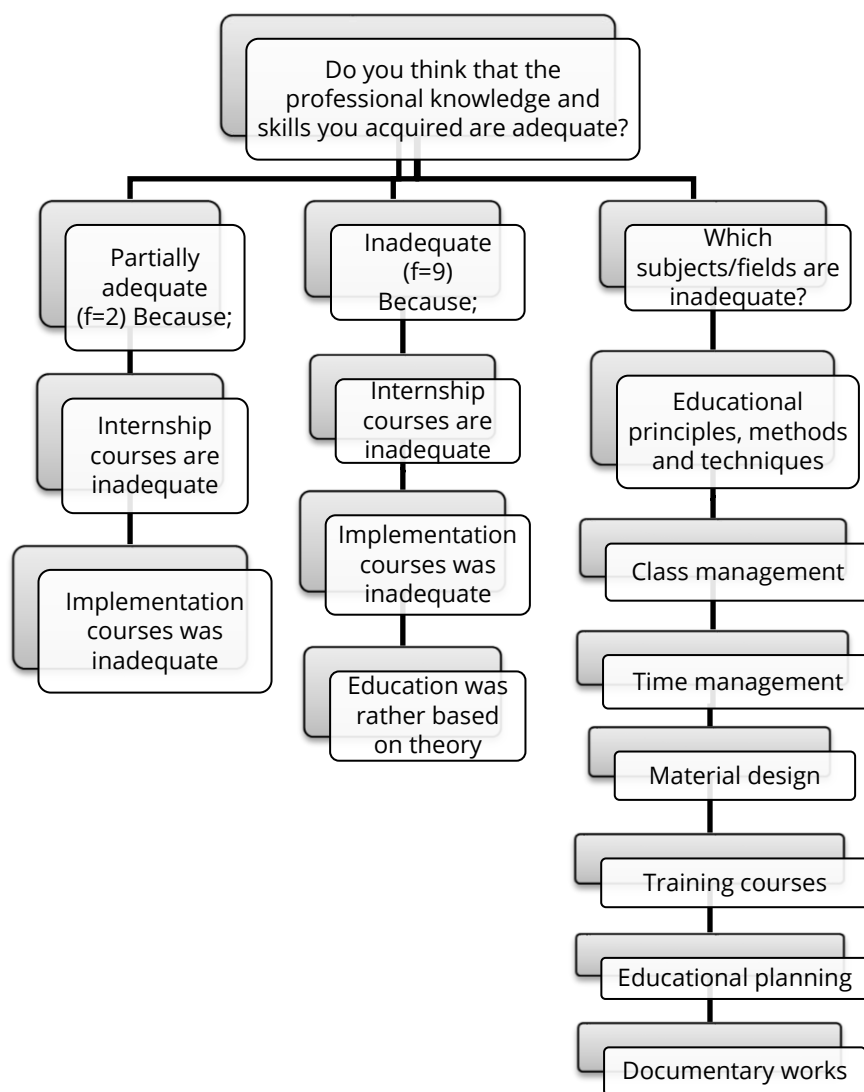 Do you think that the
professional knowledge and
skills you acquired are adequate?
Partially
adequate
(f=2) Because;
Internship
courses are
inadequate
Implementation
courses was
inadequate
Inadequate
(f=9)
Because;
Internship
courses are
inadequate
Implementation
courses was
inadequate
Education was
rather based
on theory
Which
subjects/fields are
inadequate?
Educational
principles, methods
and techniques
Class management
Time management
Material design
Training courses
Educational planning
Documentary works